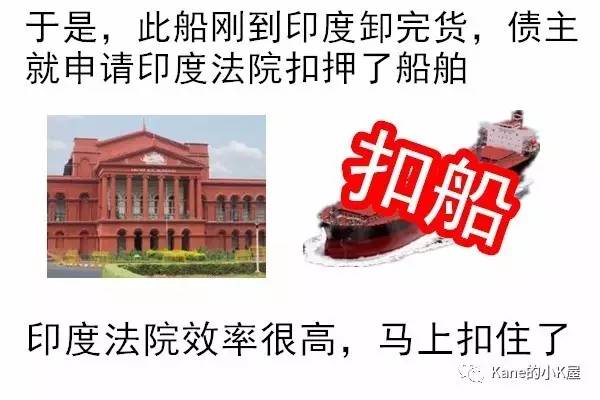 于是，此船刚到印度卸完货，债主
就申请印度法院扣押了船舶
扣船
印度法院效率很高，马上扣住了
Kane的小K屋